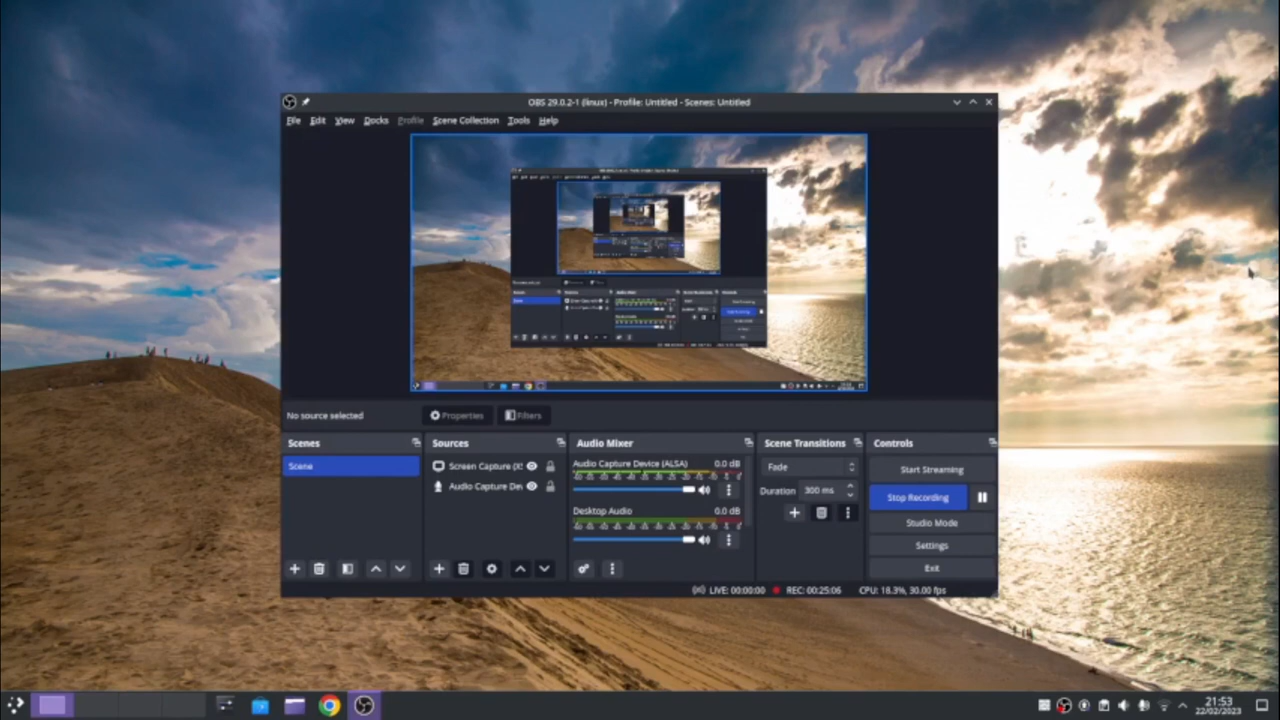 OBS 29.0.2-1 (linux) - Profile: Untitled - Scenes: Untitled
File Edit View Docks Profile Scene Collection Tools Help
No source selected
Properties
Filters
Scenes
Scene
Sources
Screen Capture (XS
Audio Capture Dev
Audio Mixer
Audio Capture Device (ALSA) 0.0 dB
Desktop Audio 0.0 dB
Scene Transitions
Fade
Duration 300 ms
Controls
Start Streaming
Stop Recording
Studio Mode
Settings
Exit
LIVE: 00:00:00 REC: 00:25:06 CPU: 18.3%, 30.00 fps
21:53
22/02/2023